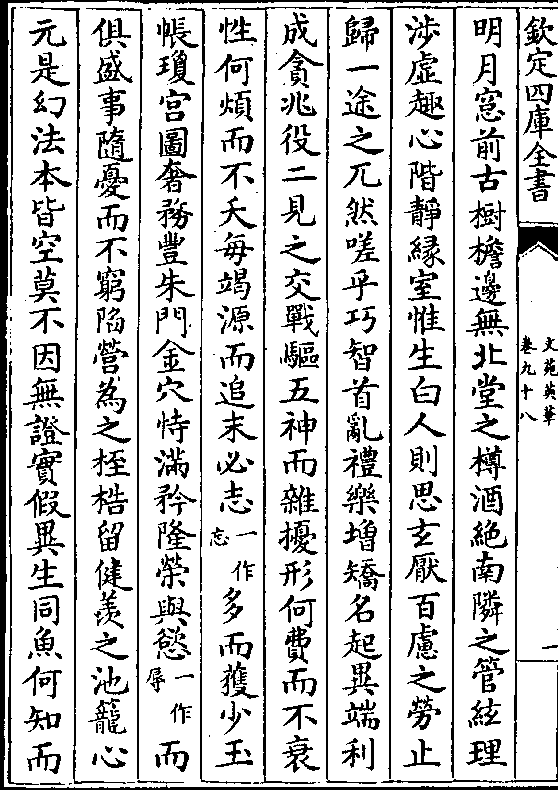 欽定四庫全書
文苑英華
卷九十八
一
明月窓前古樹檐邊無北堂之樽酒絶南隣之管絃理
渉虚趣心階靜縁室惟生白人則思玄厭百慮之勞止
歸一途之兀然嗟乎巧智首亂禮樂増矯名起異端利
成貪兆役二見之交戰驅五神而雜擾形何費而不衰
性何煩而不夭每竭源而追末必志一作忘多而獲少玉
帳瓊宫圖奢務豐朱門金穴恃滿矜隆榮與慾一作辱而
俱盛事隨憂而不窮陷營為之桎梏留健羨之池籠心
元是幻法本皆空莫不因無證實假異生同魚何知而